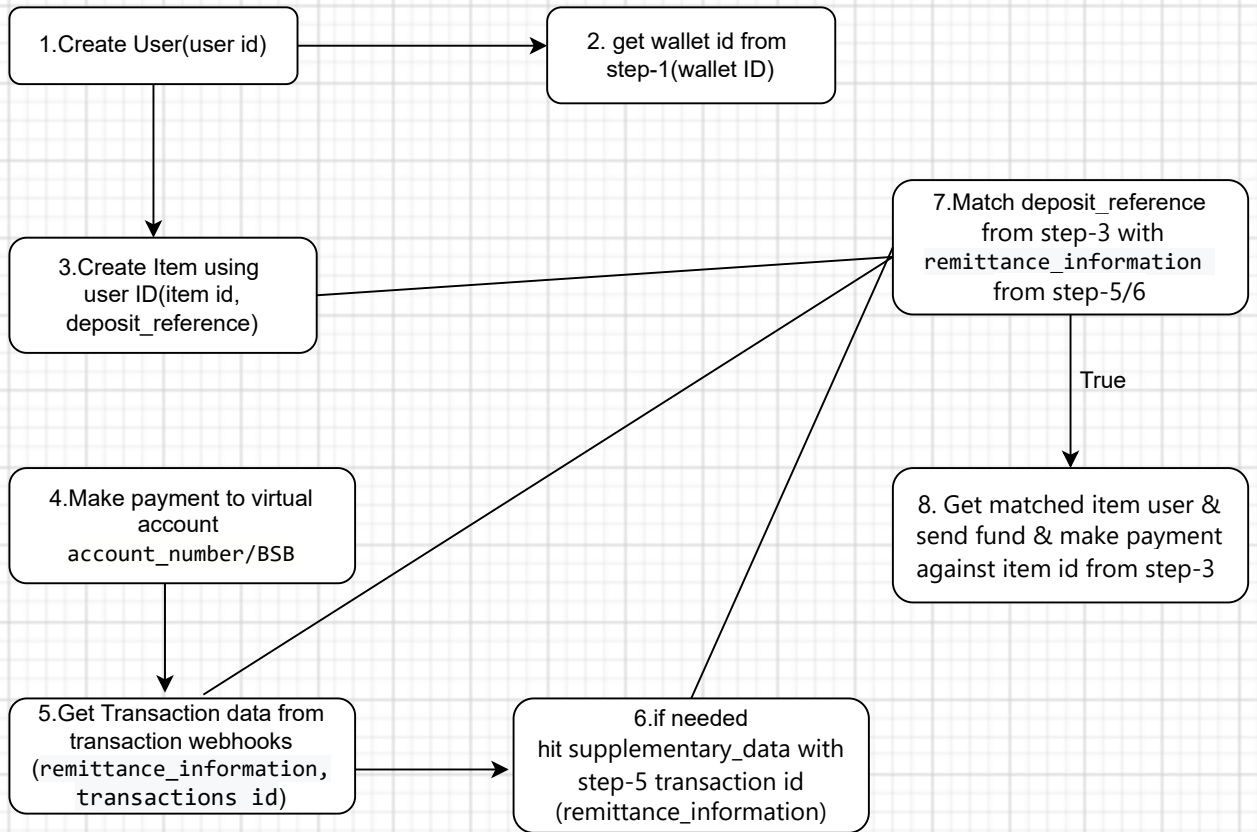 1.Create User(user id)
2. get wallet id from
step-1(wallet ID)
3.Create Item using
user ID(item id,
deposit_reference)
4.Make payment to virtual
account
account_number/BSB
5.Get Transaction data from
transaction webhooks
(remittance_information,
transactions id)
6.if needed
hit supplementary_data with
step-5 transaction id
(remittance_information)
7.Match deposit_reference
from step-3 with
remittance_information
from step-5/6
True
8. Get matched item user &
send fund & make payment
against item id from step-3